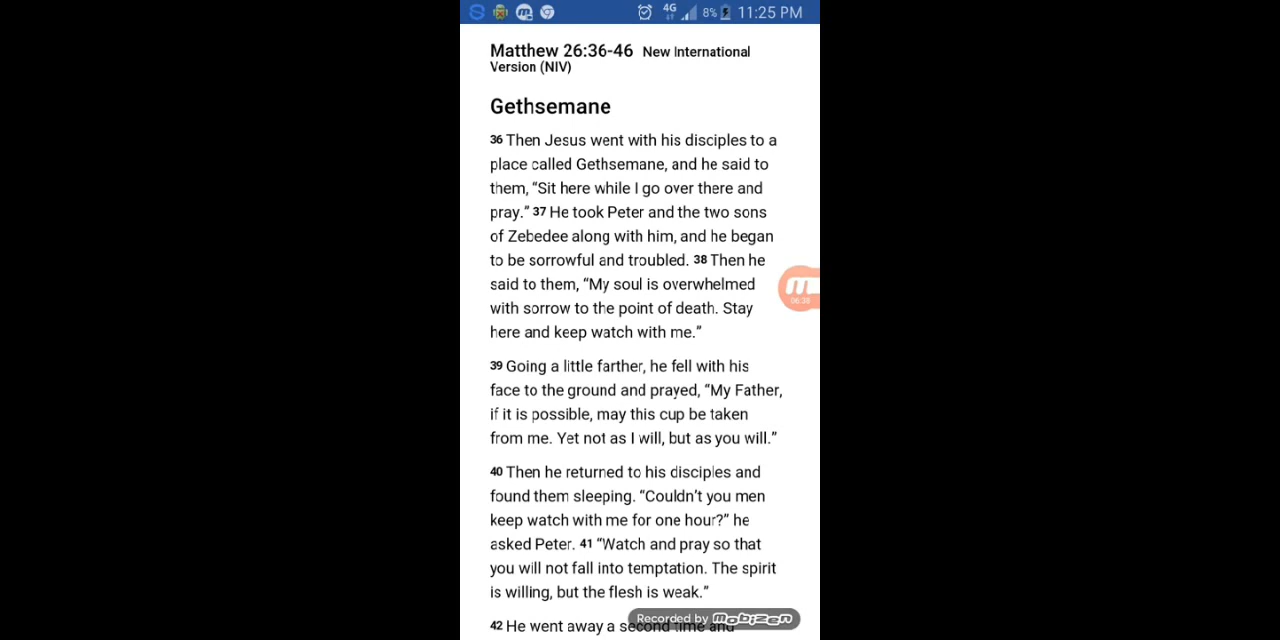 4G 8% 11:25 PM
Matthew 26:36-46 New International
Version (NIV)
Gethsemane
36 Then Jesus went with his disciples to a
place called Gethsemane, and he said to
them, “Sit here while I go over there and
pray.” 37 He took Peter and the two sons
of Zebedee along with him, and he began
to be sorrowful and troubled. 38 Then he
said to them, “My soul is overwhelmed
with sorrow to the point of death. Stay
here and keep watch with me.”
06:38
39 Going a little farther, he fell with his
face to the ground and prayed, “My Father,
if it is possible, may this cup be taken
from me. Yet not as I will, but as you will.”
40 Then he returned to his disciples and
found them sleeping. “Couldn’t you men
keep watch with me for one hour?” he
asked Peter. 41 “Watch and pray so that
you will not fall into temptation. The spirit
is willing, but the flesh is weak.”
Recorded by mobizen
42 He went away a second time and